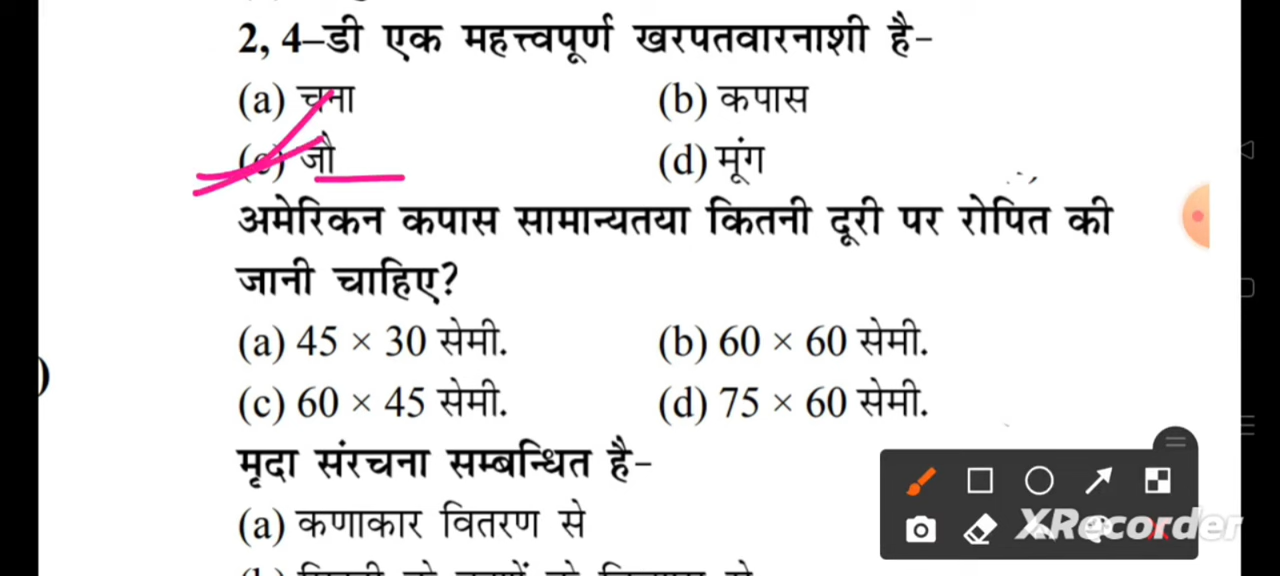 2, 4–डी एक महत्त्वपूर्ण खरपतवारनाशी है–
(a) चना (b) कपास
(c) जौ (d) मूंग
अमेरिकन कपास सामान्यतया कितनी दूरी पर रोपित की
जानी चाहिए?
(a) 45 × 30 सेमी. (b) 60 × 60 सेमी.
(c) 60 × 45 सेमी. (d) 75 × 60 सेमी.
)
मृदा संरचना सम्बन्धित है–
(a) कणाकार वितरण से
XRecorder